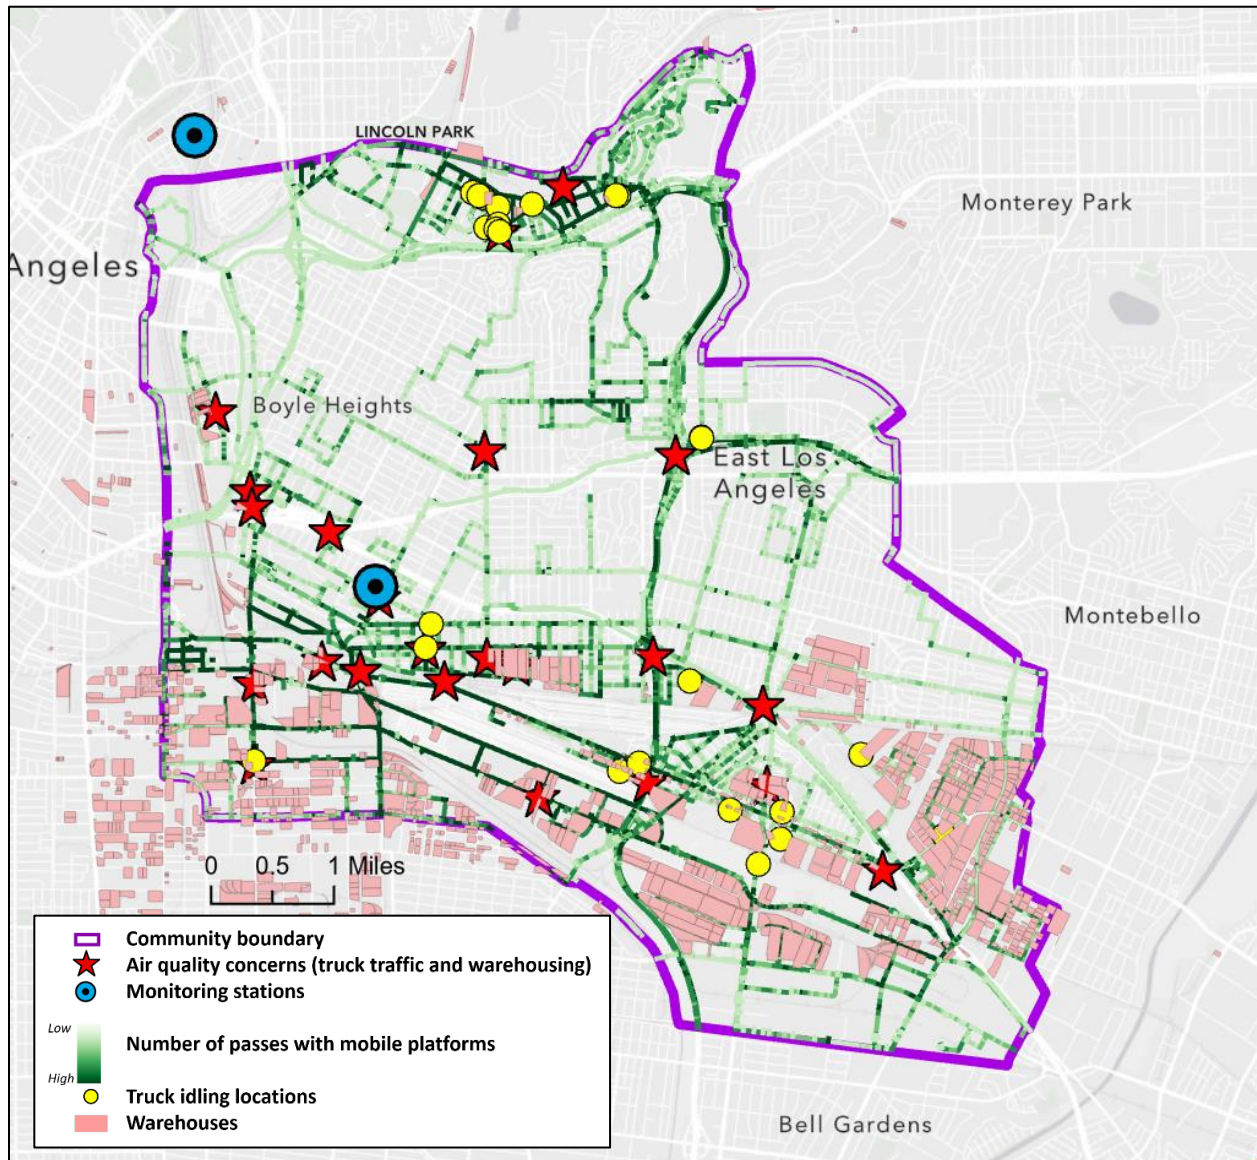 LINCOLN PARK
Monterey Park
Angeles
Boyle Heights
East Los
Angeles
Montebello
0 0.5 1 Miles
Community boundary
Air quality concerns (truck traffic and warehousing)
Monitoring stations
Low
Number of passes with mobile platforms
High
Truck idling locations
Warehouses
Bell Gardens